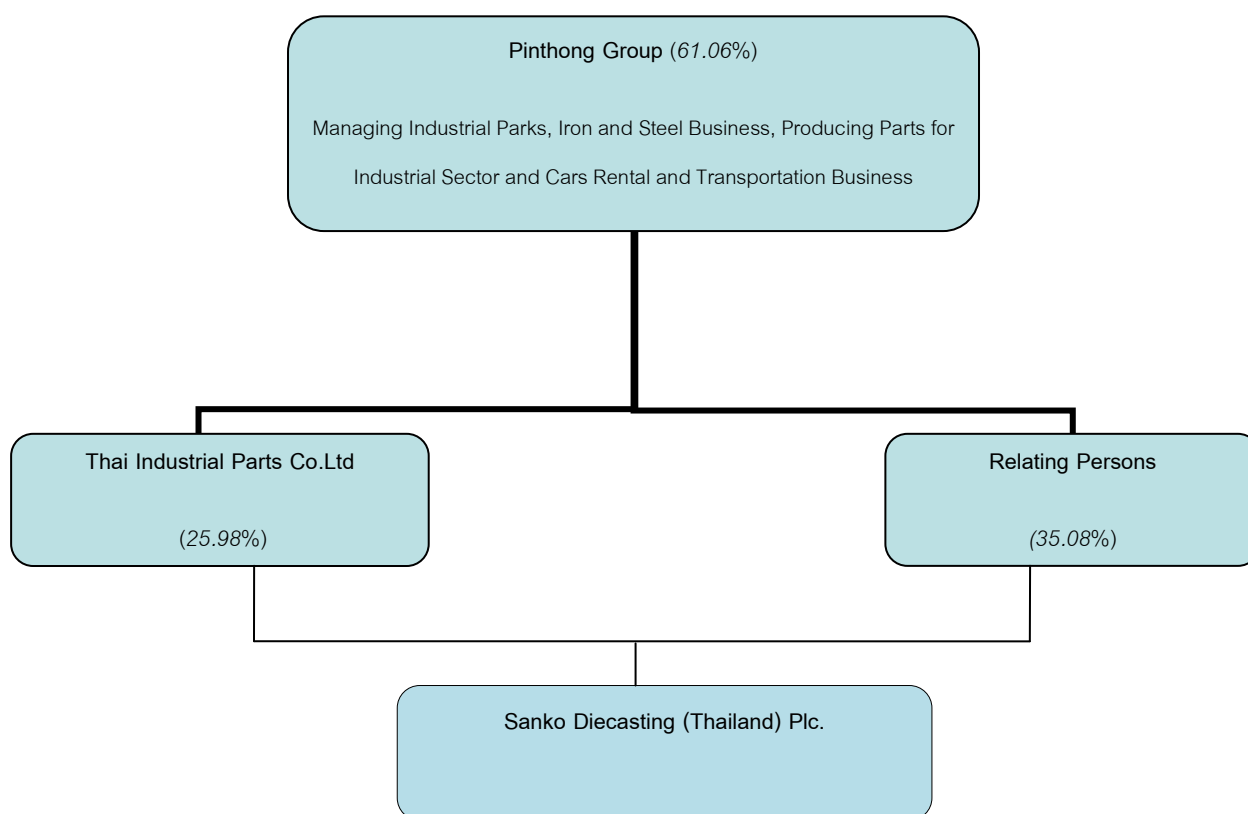 Pinthong Group (61.06%)
Managing Industrial Parks, Iron and Steel Business, Producing Parts for
Industrial Sector and Cars Rental and Transportation Business
Thai Industrial Parts Co.Ltd
(25.98%)
Relating Persons
(35.08%)
Sanko Diecasting (Thailand) Plc.